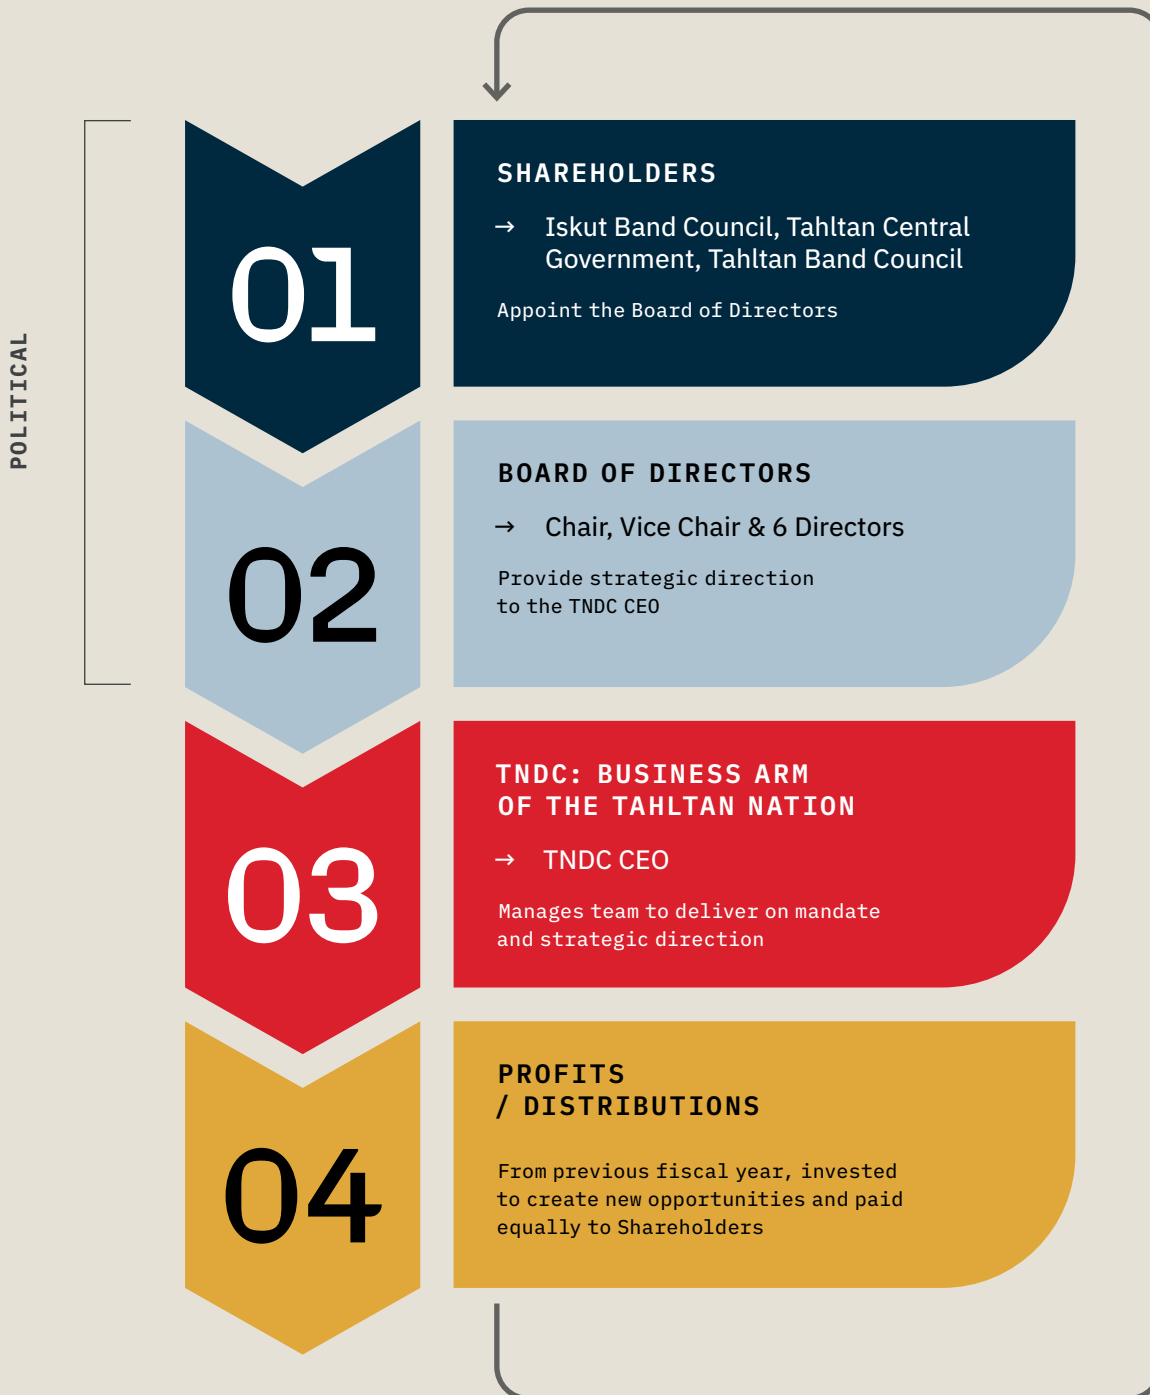 POLITICAL
01
SHAREHOLDERS
→ Iskut Band Council, Tahltan Central
Government, Tahltan Band Council
Appoint the Board of Directors
02
BOARD OF DIRECTORS
→ Chair, Vice Chair & 6 Directors
Provide strategic direction
to the TNDC CEO
03
TNDC: BUSINESS ARM
OF THE TAHLTAN NATION
→ TNDC CEO
Manages team to deliver on mandate
and strategic direction
04
PROFITS
/ DISTRIBUTIONS
From previous fiscal year, invested
to create new opportunities and paid
equally to Shareholders